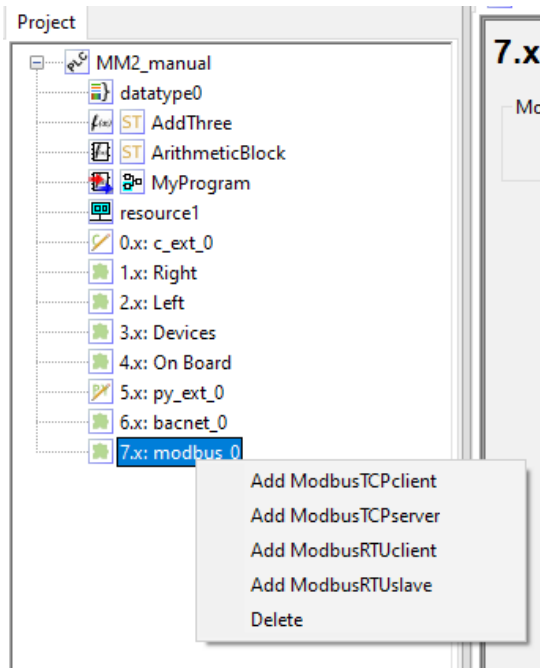 Project
7.x
Mo
MM2_manual
datatype0
f(x) ST AddThree
ST ArithmeticBlock
MyProgram
resource1
0.x: c_ext_0
1.x: Right
2.x: Left
3.x: Devices
4.x: On Board
5.x: py_ext_0
6.x: bacnet_0
7.x: modbus_0
Add ModbusTCPclient
Add ModbusTCPserver
Add ModbusRTUclient
Add ModbusRTUslave
Delete